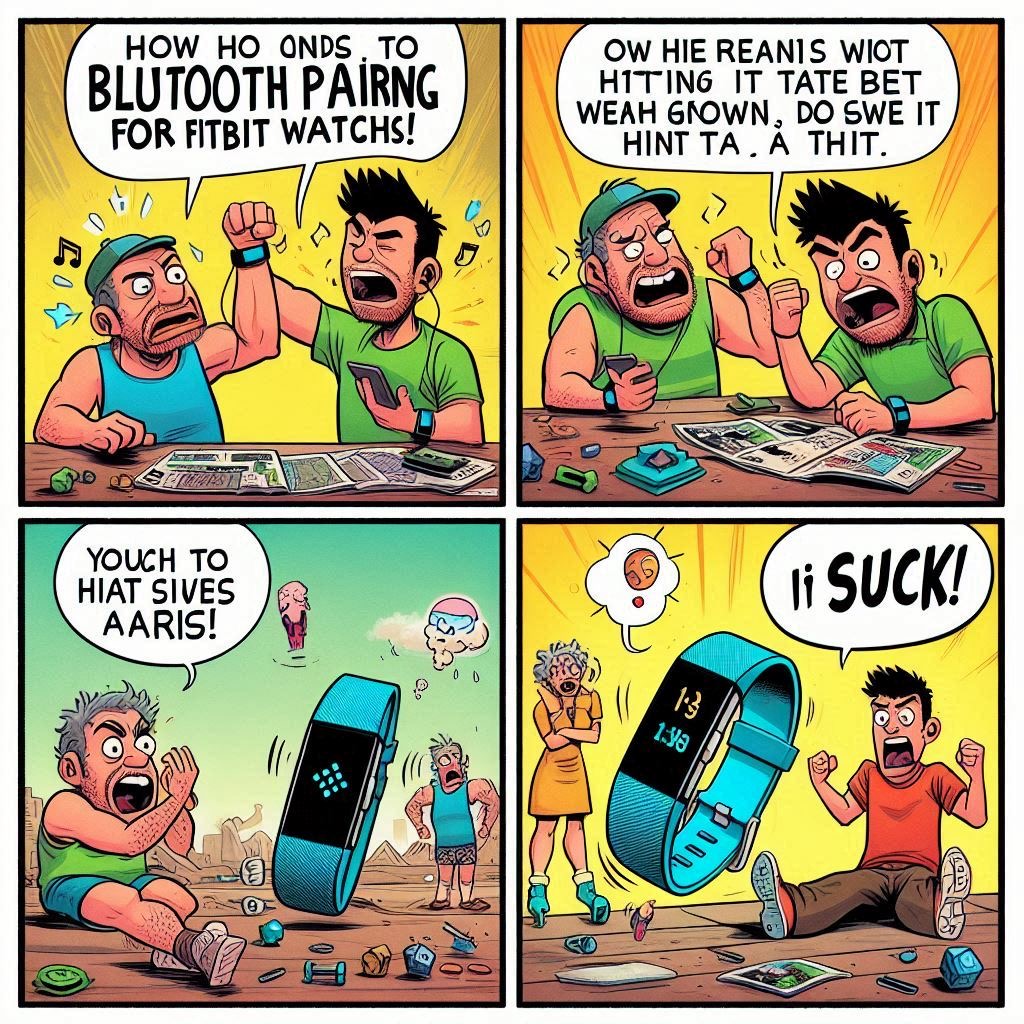 HOW HO ONDS. TO
BLUTOOTH PAIRNG
FOR FITBIT WATCHS!
OW HIE REANIS WIOT
HITTING IT TATE BET
WEAH GROWN, DO SWE IT
HINT TA. A THIT.
YOUCH TO
HIAT SIVES
AARIS!
Ii SUCK!